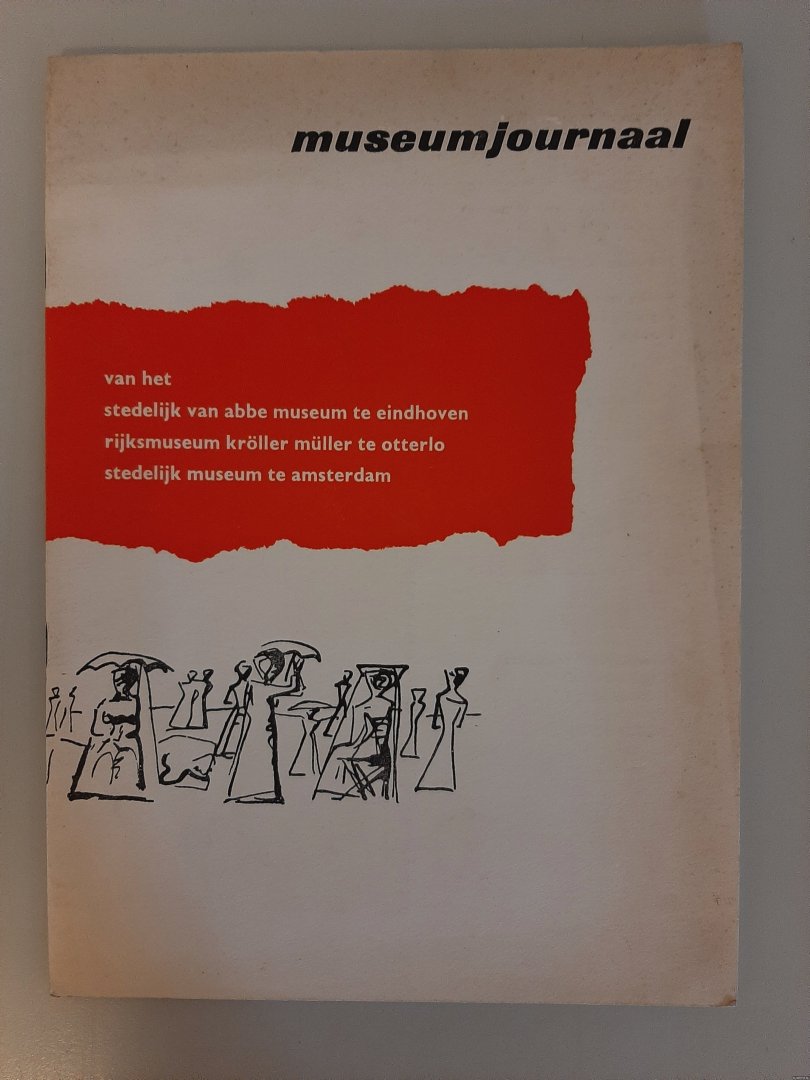 museumjournaal
van het
stedelijk van abbe museum te eindhoven
rijksmuseum kröller müller te otterlo
stedelijk museum te amsterdam